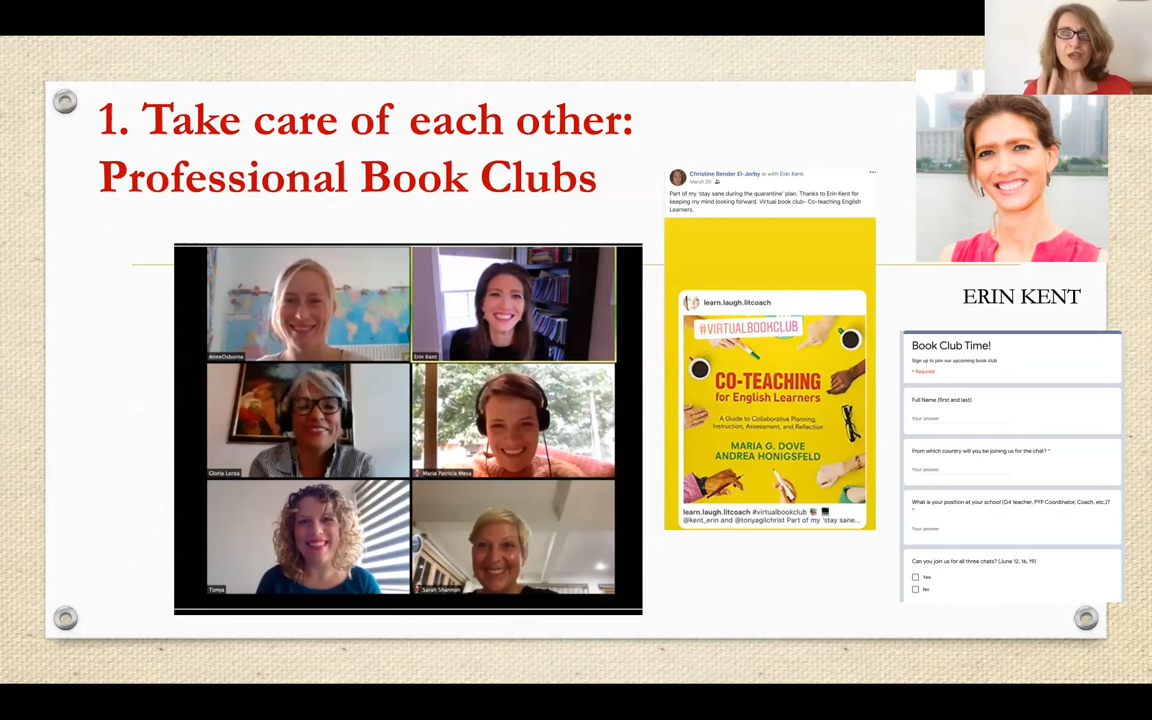 1. Take care of each other:
Professional Book Clubs
Christine Bender El-Jerby is with Erin Kent.
March 20
Part of my 'stay sane during the quarantine' plan. Thanks to Erin Kent for
keeping my mind looking forward. Virtual book club- Co-teaching English
Learners.
learn.laugh.litcoach
#VIRTUALBOOKCLUB
CO-TEACHING
for English Learners
A Guide to Collaborative Planning,
Instruction, Assessment, and Reflection
MARIA G. DOVE
ANDREA HONIGSFELD
learn.laugh.litcoach #virtualbookclub
@kent_erin and @tonyagilchrist Part of my 'stay sane...
AnneOsborne
Erin Kent
Gloria Lorza
Maria Patricia Mesa
Tonya
Sarah Shannon
ERIN KENT
Book Club Time!
Sign up to join our upcoming book club
* Required
Full Name (first and last)
Your answer
From which country will you be joining us for the chat? *
Your answer
What is your position at your school (G4 teacher, PYP Coordinator, Coach, etc.)?
*
Your answer
Can you join us for all three chats? (June 12, 16, 19)
Yes
No